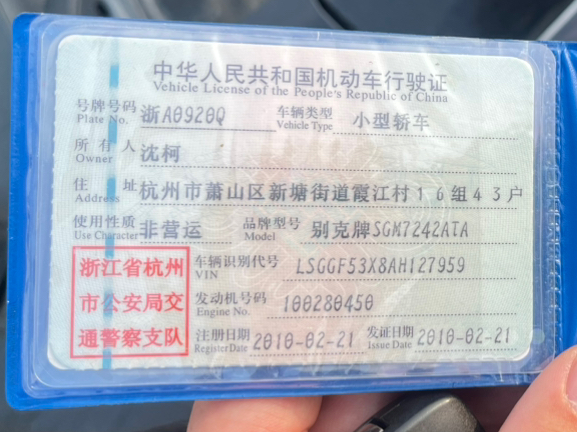 中华人民共和国机动车行驶证
Vehicle License of the People's Republic of China
号牌号码 浙A0920Q 车辆类型 小型轿车
Plate No. Vehicle Type
所有人 沈柯
Owner
住址 杭州市萧山区新塘街道霞江村16组43户
Address
使用性质 非营运 品牌型号 别克牌SGM7242ATA
Use Character Model
浙江省杭州
市公安局交
通警察支队
车辆识别代号 LSGGF53X8AH127959
VIN
发动机号码 100280450
Engine No.
注册日期 2010-02-21 发证日期 2010-02-21
Register Date Issue Date